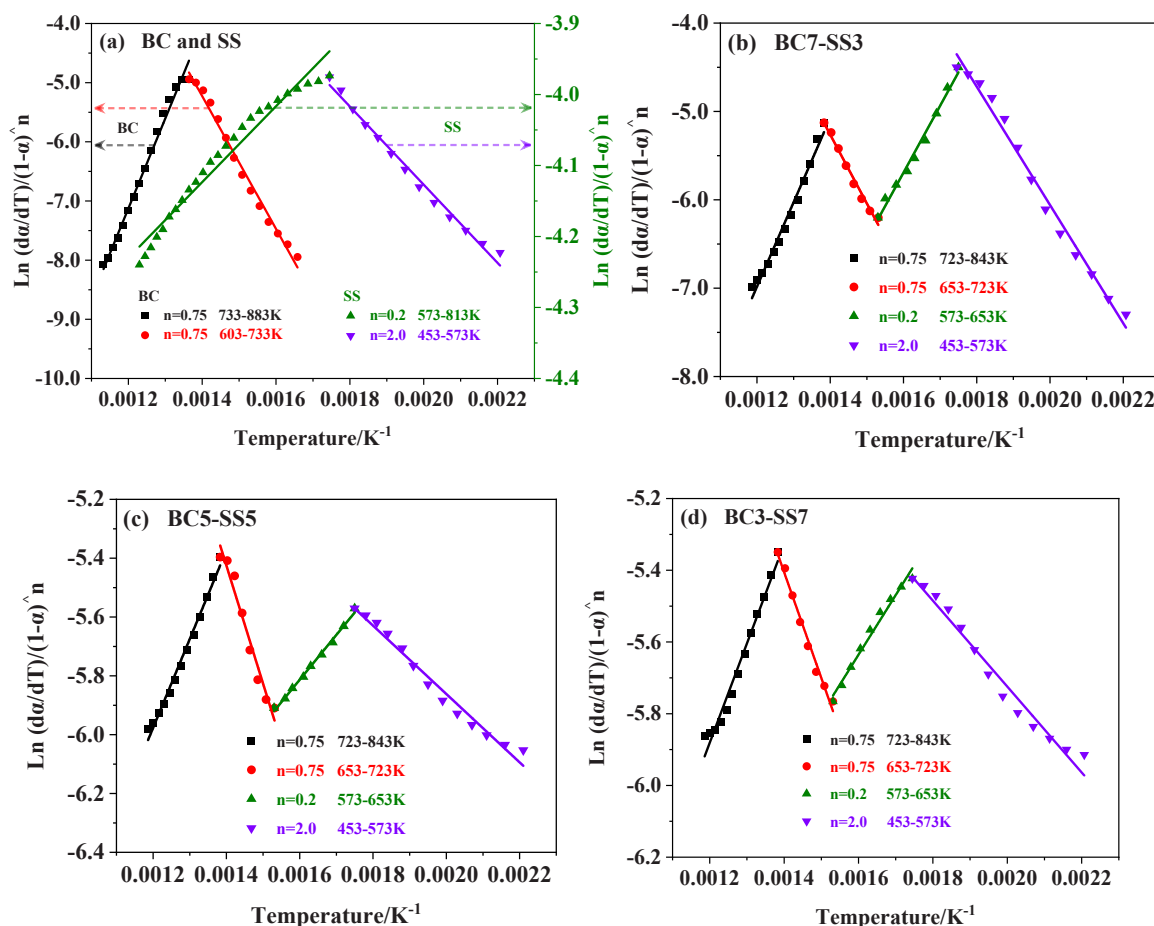 (a) BC and SS
Ln (dα/dT)/(1-α)^n
-4.0
-5.0
-6.0
-7.0
-8.0
-9.0
-10.0
BC
SS
-3.9
-4.0
-4.1
-4.2
-4.3
-4.4
Ln (dα/dT)/(1-α)^n
BC
n=0.75 733-883K
n=0.75 603-733K
SS
n=0.2 573-813K
n=2.0 453-573K
0.0012 0.0014 0.0016 0.0018 0.0020 0.0022
Temperature/K-1
(b) BC7-SS3
Ln (dα/dT)/(1-α)^n
-4.0
-5.0
-6.0
-7.0
-8.0
n=0.75 723-843K
n=0.75 653-723K
n=0.2 573-653K
n=2.0 453-573K
0.0012 0.0014 0.0016 0.0018 0.0020 0.0022
Temperature/K-1
(c) BC5-SS5
Ln (dα/dT)/(1-α)^n
-5.2
-5.4
-5.6
-5.8
-6.0
-6.2
-6.4
n=0.75 723-843K
n=0.75 653-723K
n=0.2 573-653K
n=2.0 453-573K
0.0012 0.0014 0.0016 0.0018 0.0020 0.0022
Temperature/K-1
(d) BC3-SS7
Ln (dα/dT)/(1-α)^n
-5.2
-5.4
-5.6
-5.8
-6.0
-6.2
n=0.75 723-843K
n=0.75 653-723K
n=0.2 573-653K
n=2.0 453-573K
0.0012 0.0014 0.0016 0.0018 0.0020 0.0022
Temperature/K-1